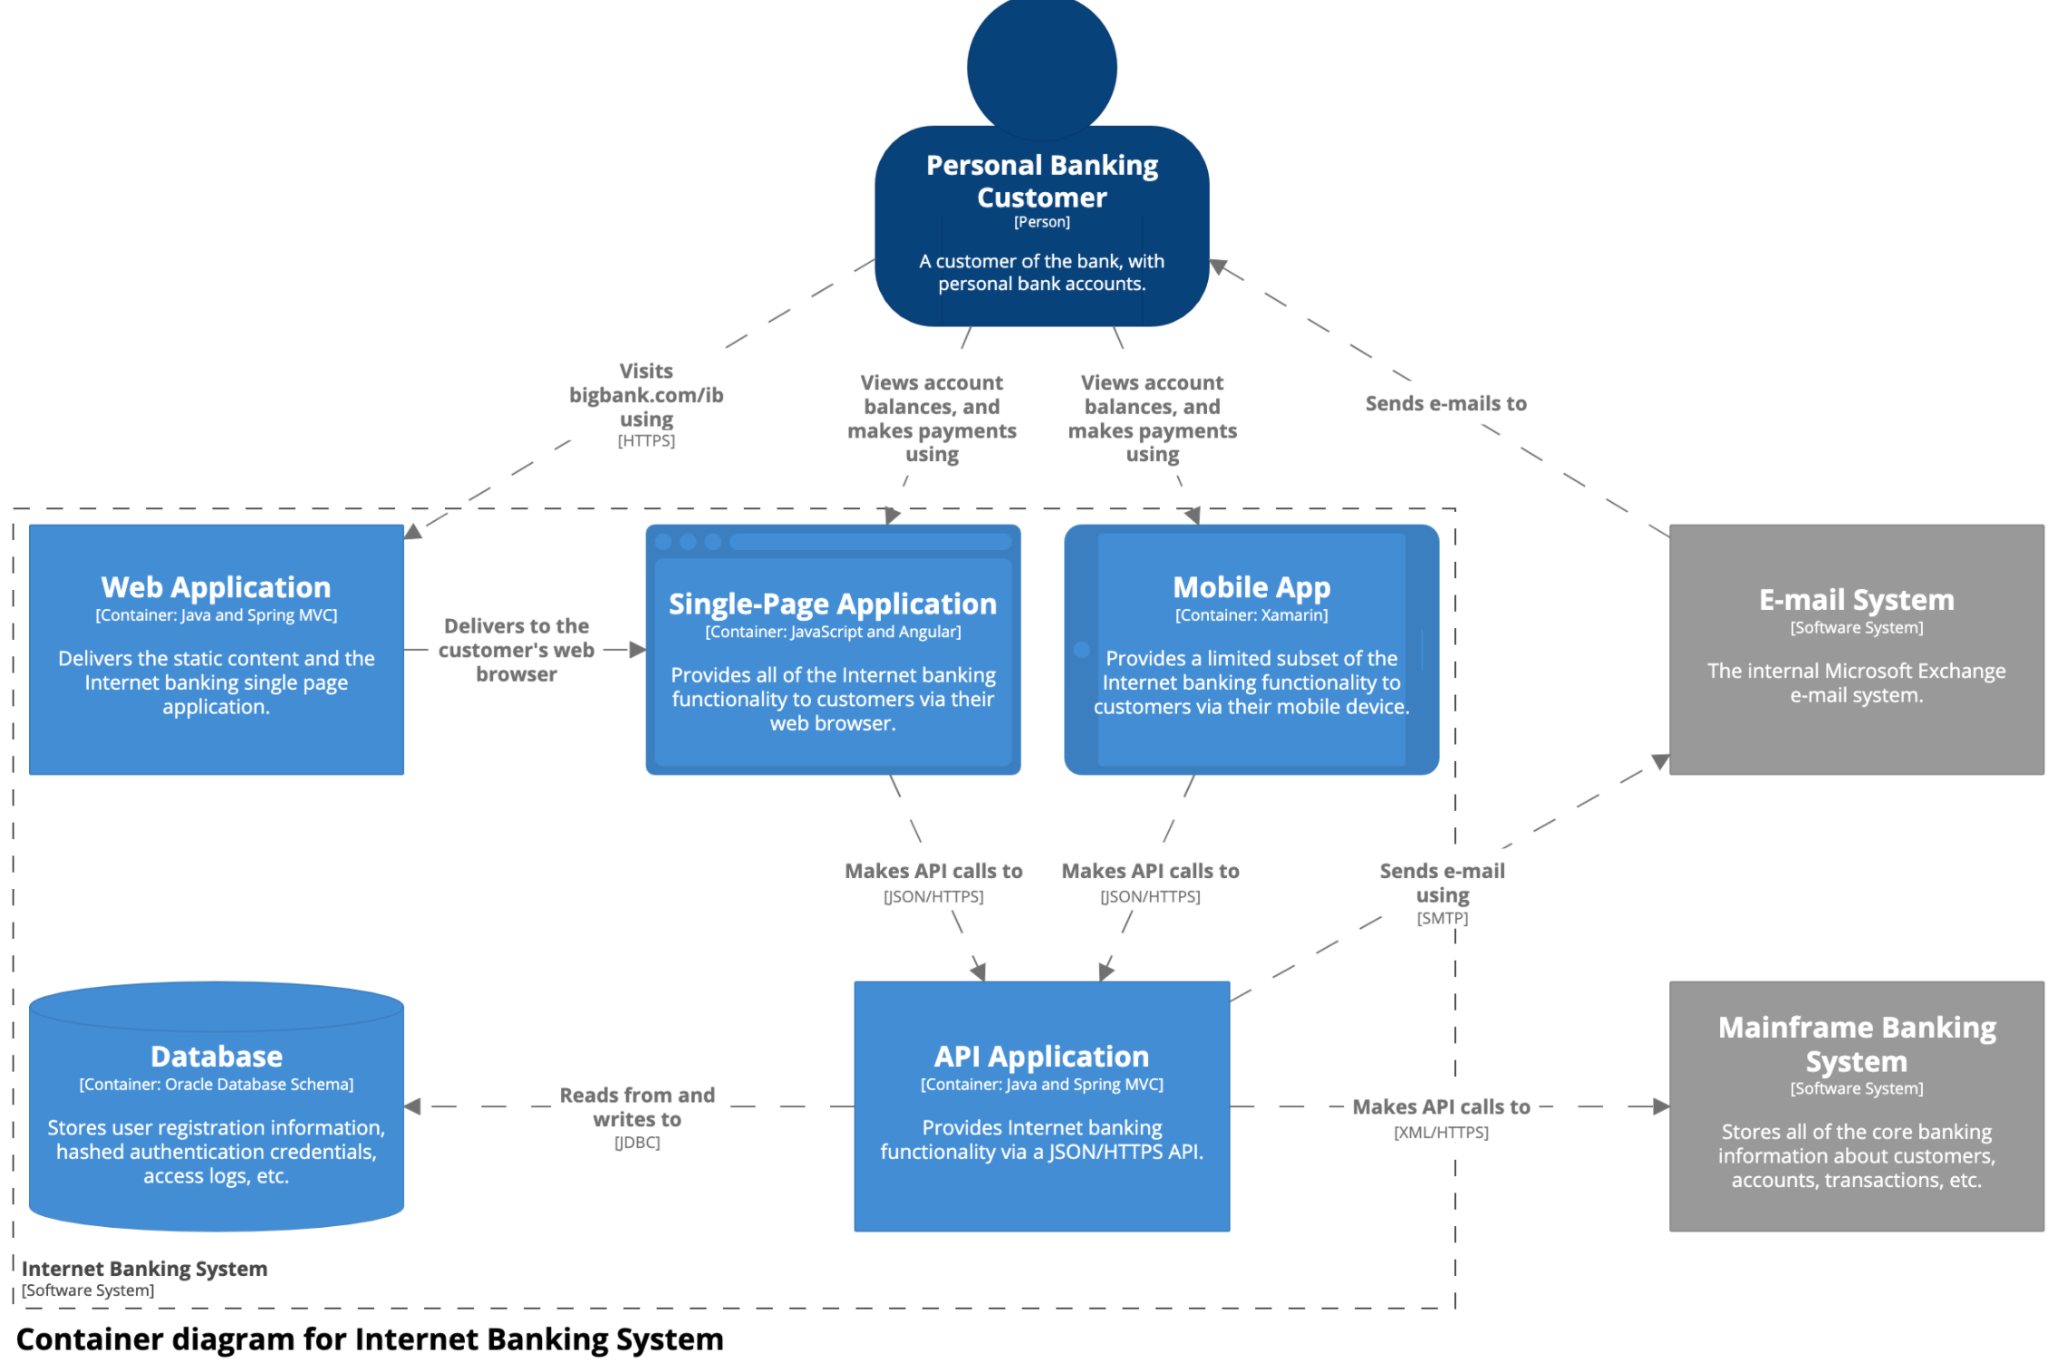 Personal Banking
Customer
[Person]
A customer of the bank, with
personal bank accounts.
Visits
bigbank.com/ib
using
[HTTPS]
Views account
balances, and
makes payments
using
Views account
balances, and
makes payments
using
Sends e-mails to
Web Application
[Container: Java and Spring MVC]
Delivers the static content and the
Internet banking single page
application.
Delivers to the
customer's web
browser
Single-Page Application
[Container: JavaScript and Angular]
Provides all of the Internet banking
functionality to customers via their
web browser.
Mobile App
[Container: Xamarin]
Provides a limited subset of the
Internet banking functionality to
customers via their mobile device.
E-mail System
[Software System]
The internal Microsoft Exchange
e-mail system.
Makes API calls to
[JSON/HTTPS]
Makes API calls to
[JSON/HTTPS]
Sends e-mail
using
[SMTP]
Database
[Container: Oracle Database Schema]
Stores user registration information,
hashed authentication credentials,
access logs, etc.
Reads from and
writes to
[JDBC]
API Application
[Container: Java and Spring MVC]
Provides Internet banking
functionality via a JSON/HTTPS API.
Makes API calls to
[XML/HTTPS]
Mainframe Banking
System
[Software System]
Stores all of the core banking
information about customers,
accounts, transactions, etc.
Internet Banking System
[Software System]
Container diagram for Internet Banking System